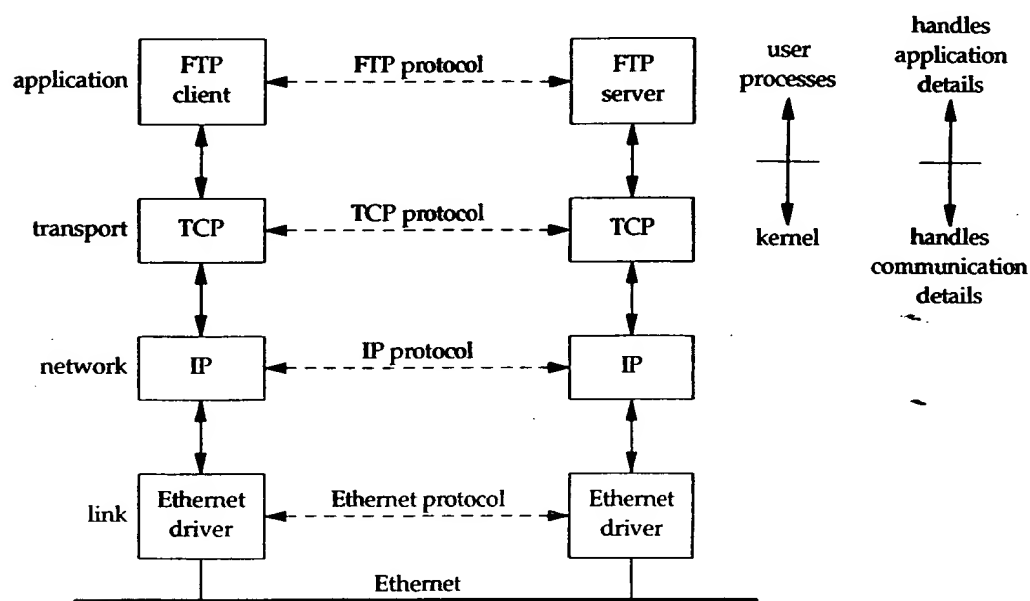 application
FTP
client
FTP protocol
FTP
server
user
processes
handles
application
details
transport
TCP
TCP protocol
TCP
kernel
handles
communication
details
network
IP
IP protocol
IP
link
Ethernet
driver
Ethernet protocol
Ethernet
driver
Ethernet